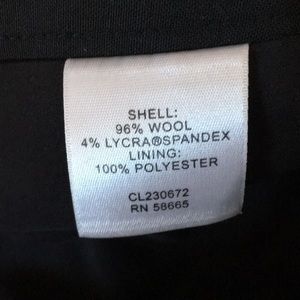 SHELL:
96% WOOL
4% LYCRA®SPANDEX
LINING:
100% POLYESTER
CL230672
RN 58665